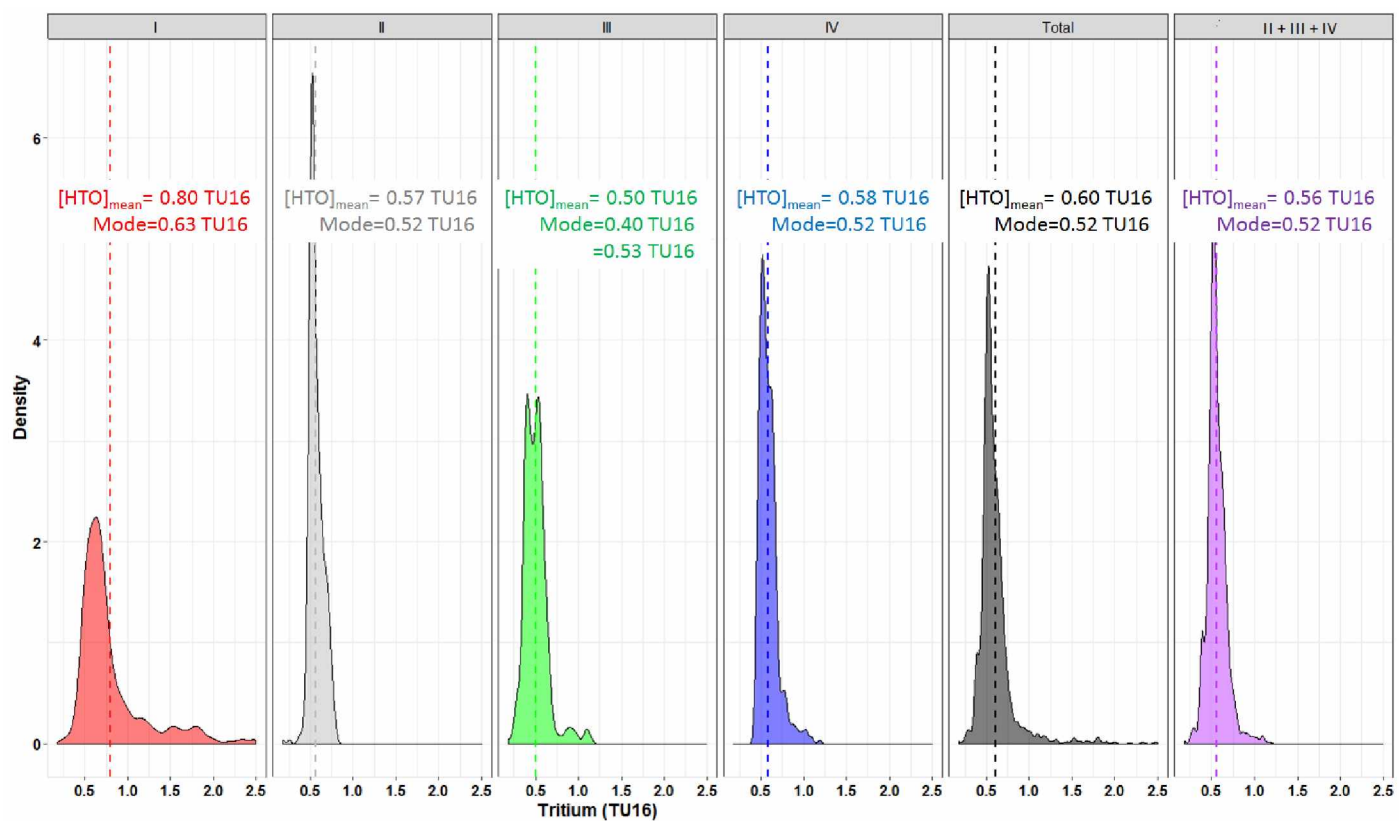 I
II
III
IV
Total
II + III + IV
[HTO]mean= 0.80 TU16
Mode=0.63 TU16
[HTO]mean= 0.57 TU16
Mode=0.52 TU16
[HTO]mean= 0.50 TU16
Mode=0.40 TU16
=0.53 TU16
[HTO]mean= 0.58 TU16
Mode=0.52 TU16
[HTO]mean= 0.60 TU16
Mode=0.52 TU16
[HTO]mean= 0.56 TU16
Mode=0.52 TU16
Density
6
4
2
0
0.5 1.0 1.5 2.0 2.5
0.5 1.0 1.5 2.0 2.5
0.5 1.0 1.5 2.0 2.5
0.5 1.0 1.5 2.0 2.5
0.5 1.0 1.5 2.0 2.5
0.5 1.0 1.5 2.0 2.5
Tritium (TU16)